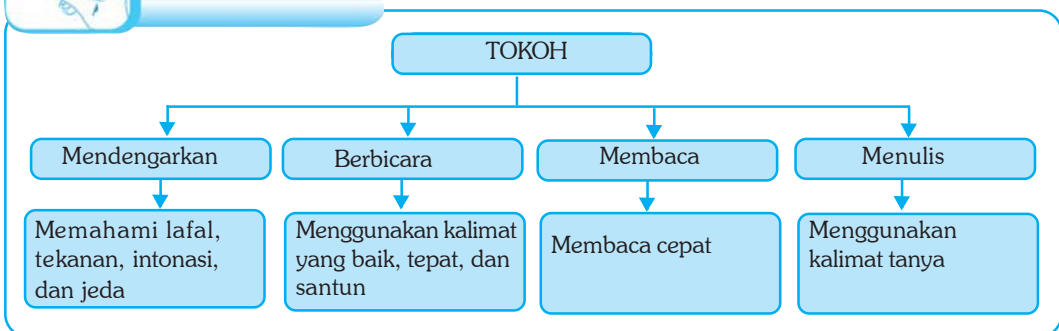 TOKOH
Mendengarkan
Berbicara
Membaca
Menulis
Memahami lafal,
tekanan, intonasi,
dan jeda
Menggunakan kalimat
yang baik, tepat, dan
santun
Membaca cepat
Menggunakan
kalimat tanya